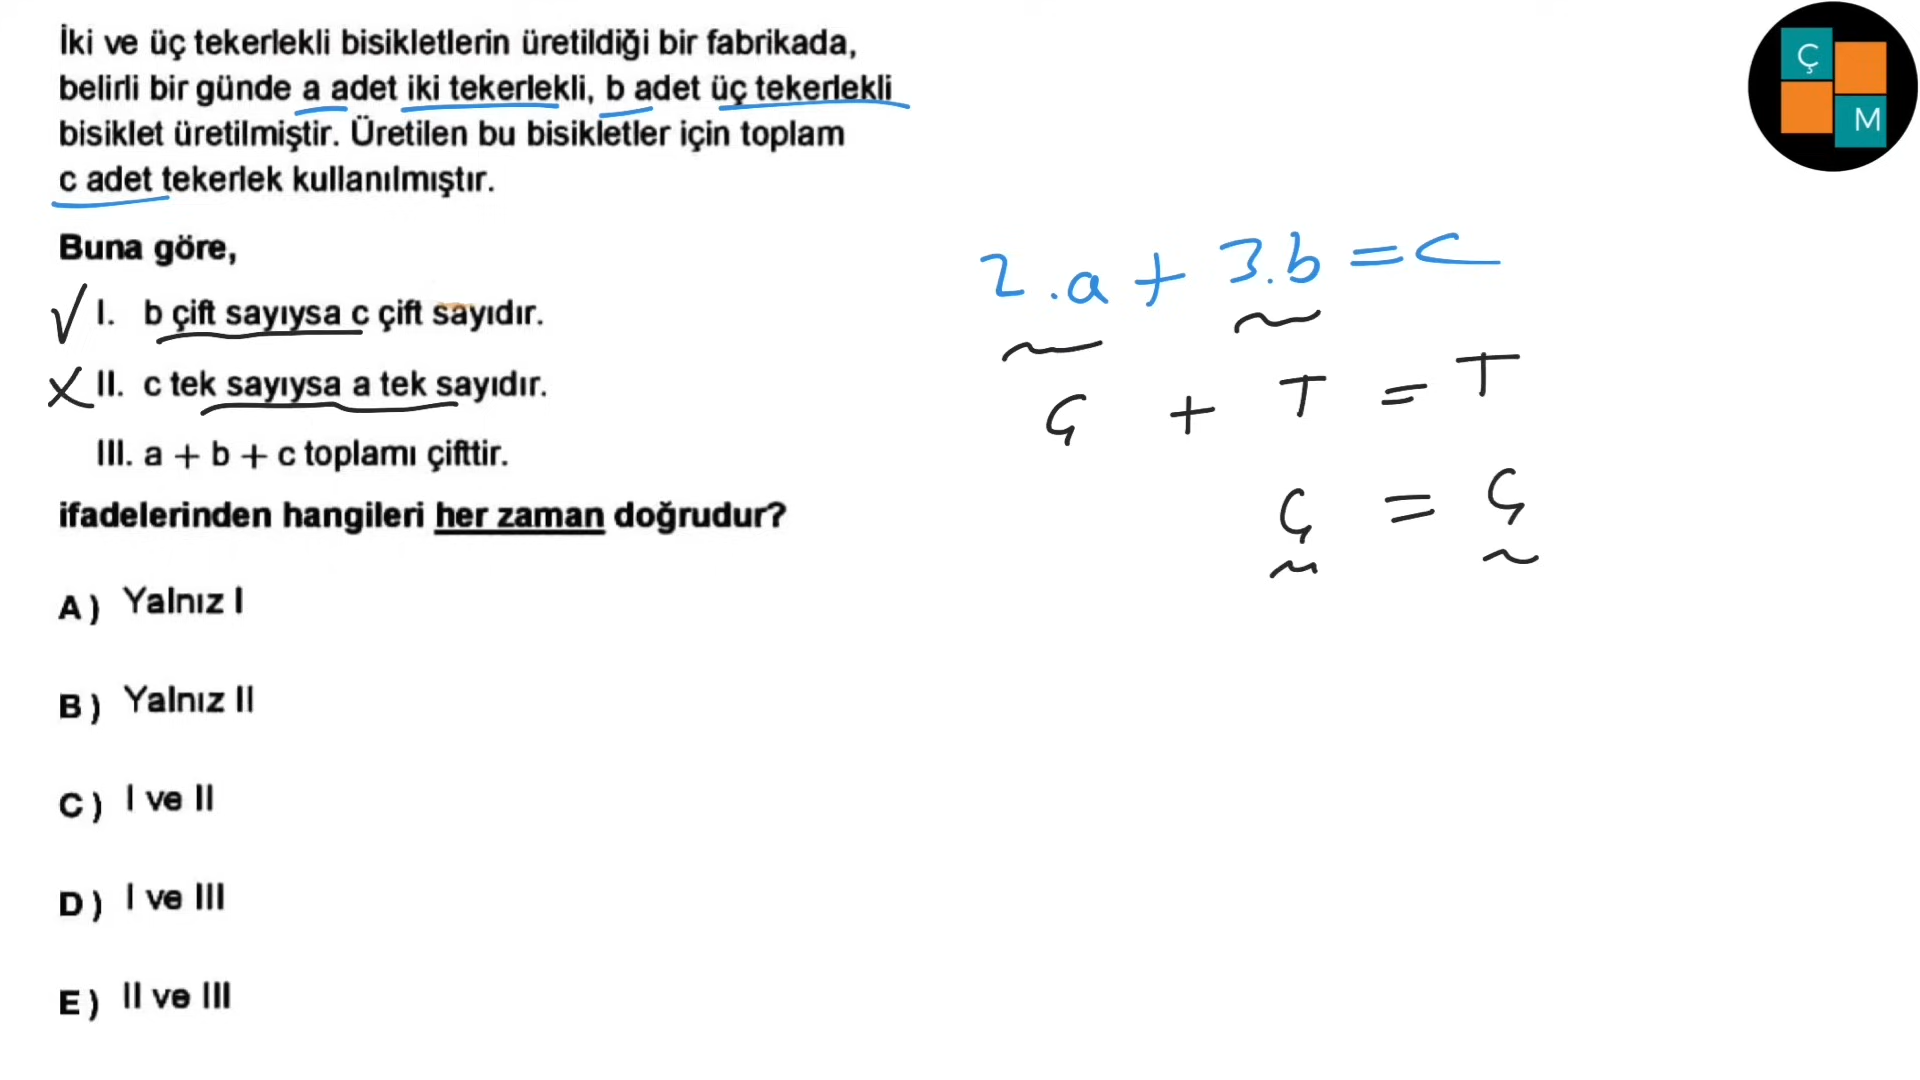 İki ve üç tekerlekli bisikletlerin üretildiği bir fabrikada,
belirli bir günde a adet iki tekerlekli, b adet üç tekerlekli
bisiklet üretilmiştir. Üretilen bu bisikletler için toplam
c adet tekerlek kullanılmıştır.
Buna göre,
I. b çift sayıysa c çift sayıdır.
II. c tek sayıysa a tek sayıdır.
III. a + b + c toplamı çifttir.
ifadelerinden hangileri her zaman doğrudur?
A) Yalnız I
B) Yalnız II
C) I ve II
D) I ve III
E) II ve III
2.a + 3.b = c
Ç + T = T
Ç = Ç
Ç
M